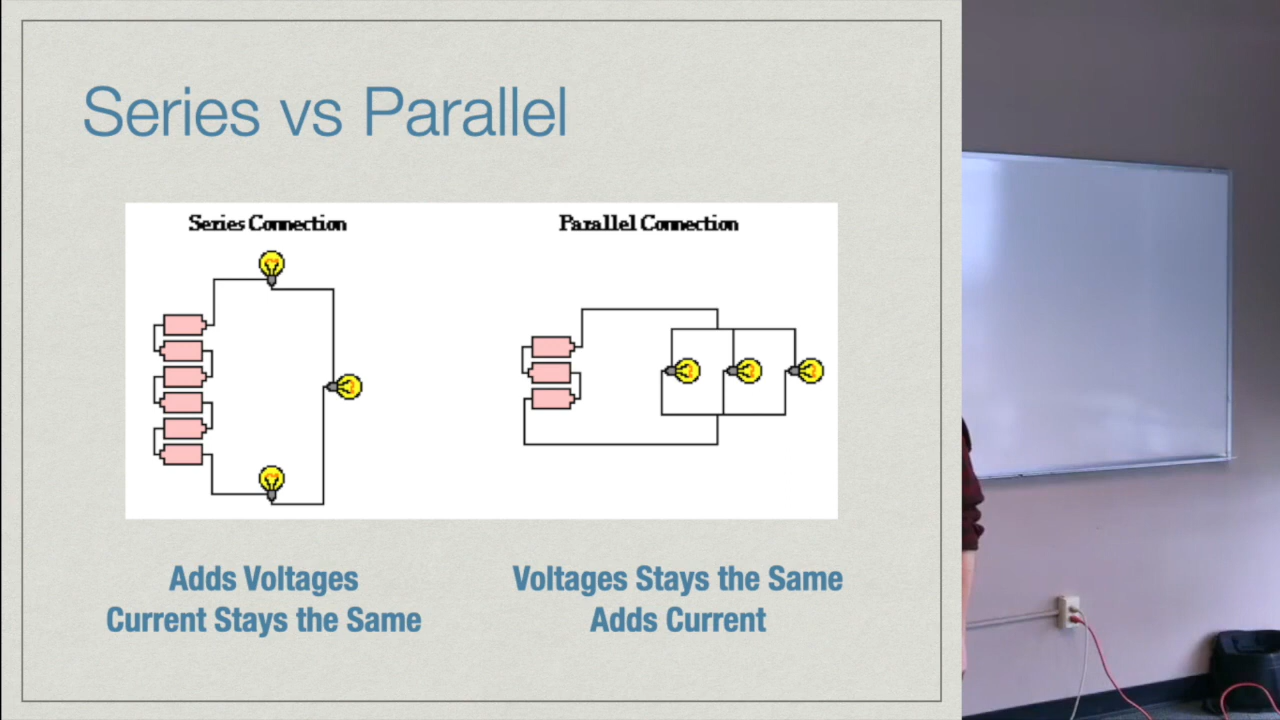 Series vs Parallel
Series Connection
Parallel Connection
Adds Voltages
Current Stays the Same
Voltages Stays the Same
Adds Current